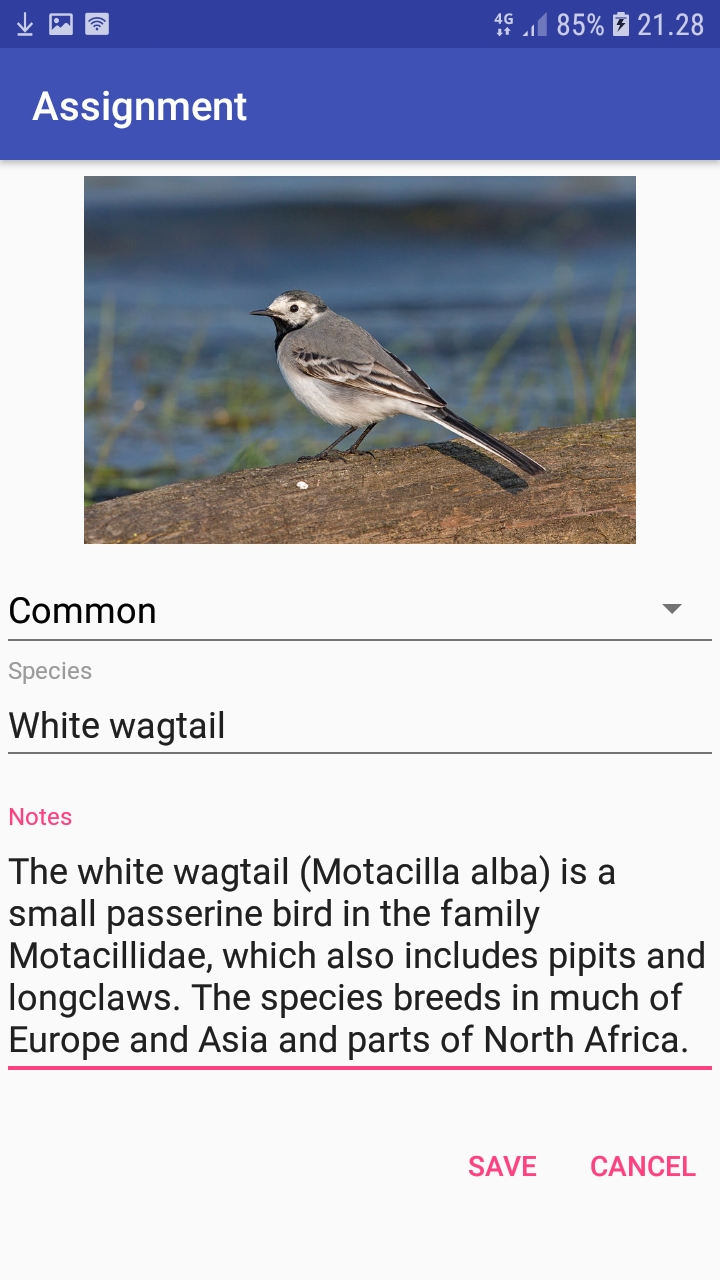 4G 85% 21.28
Assignment
Common
Species
White wagtail
Notes
The white wagtail (Motacilla alba) is a
small passerine bird in the family
Motacillidae, which also includes pipits and
longclaws. The species breeds in much of
Europe and Asia and parts of North Africa.
SAVE CANCEL